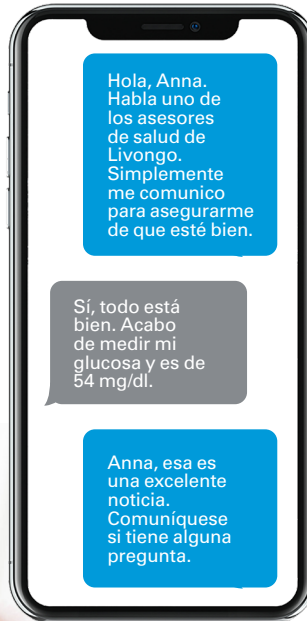 Hola, Anna.
Habla uno de
los asesores
de salud de
Livongo.
Simplemente
me comunico
para asegurarme
de que esté bien.
Sí, todo está
bien. Acabo
de medir mi
glucosa y es de
54 mg/dl.
Anna, esa es
una excelente
noticia.
Comuníquese
si tiene alguna
pregunta.